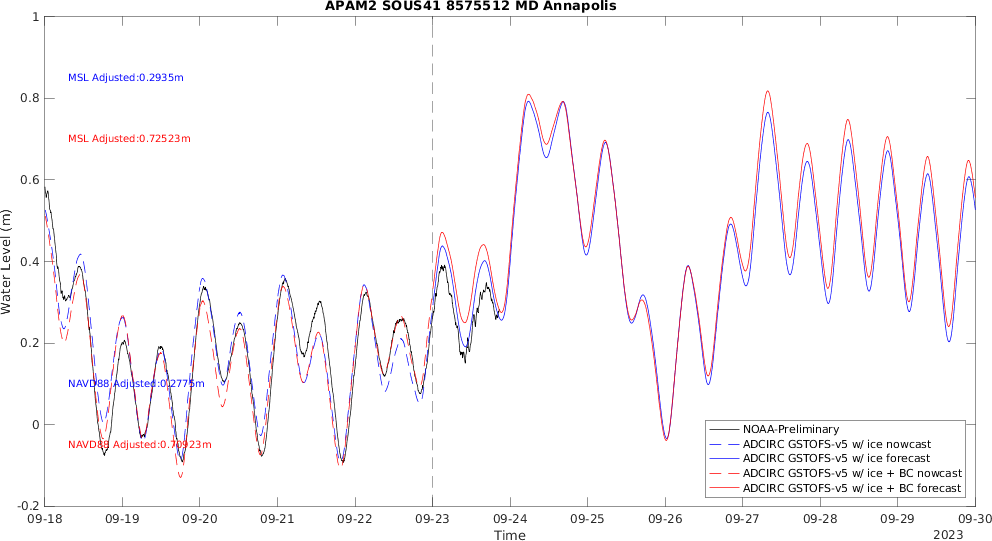 APAM2 SOUS41 8575512 MD Annapolis
1
0.8
0.6
0.4
0.2
0
-0.2
Water Level (m)
MSL Adjusted:0.2935m
MSL Adjusted:0.72523m
NAVD88 Adjusted:0.2775m
NAVD88 Adjusted:0.70923m
NOAA-Preliminary
ADCIRC GSTOFS-v5 w/ ice nowcast
ADCIRC GSTOFS-v5 w/ ice forecast
ADCIRC GSTOFS-v5 w/ ice + BC nowcast
ADCIRC GSTOFS-v5 w/ ice + BC forecast
09-18 09-19 09-20 09-21 09-22 09-23 09-24 09-25 09-26 09-27 09-28 09-29 09-30
Time
2023